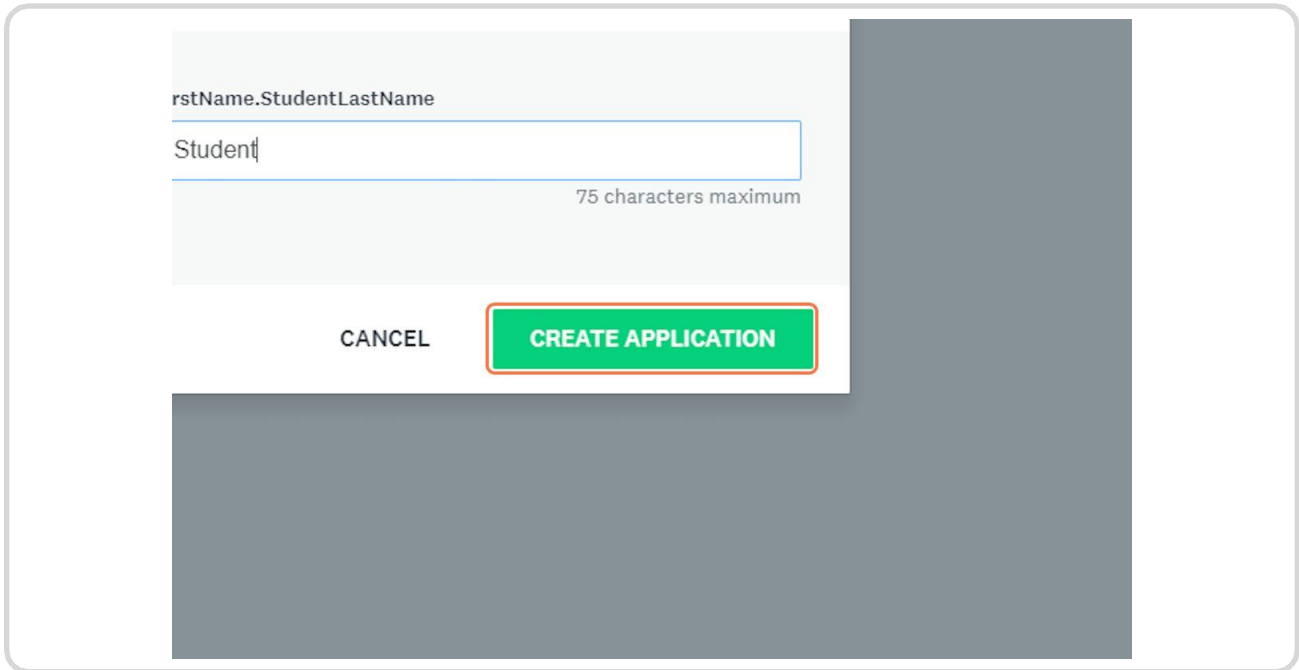 rstName.StudentLastName
Student
75 characters maximum
CANCEL
CREATE APPLICATION